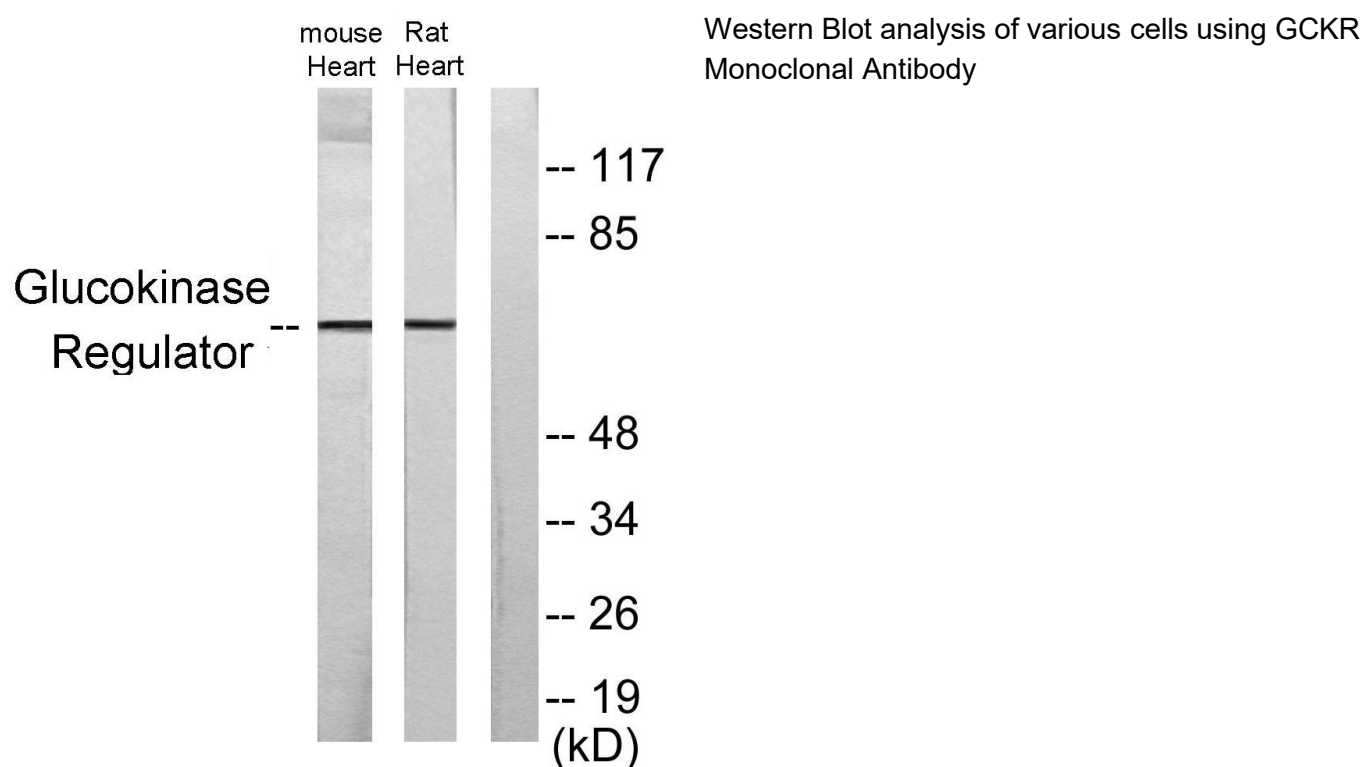 mouse Rat
Heart Heart
Western Blot analysis of various cells using GCKR
Monoclonal Antibody
-- 117
-- 85
Glucokinase
--
Regulator
-- 48
-- 34
-- 26
-- 19
(kD)